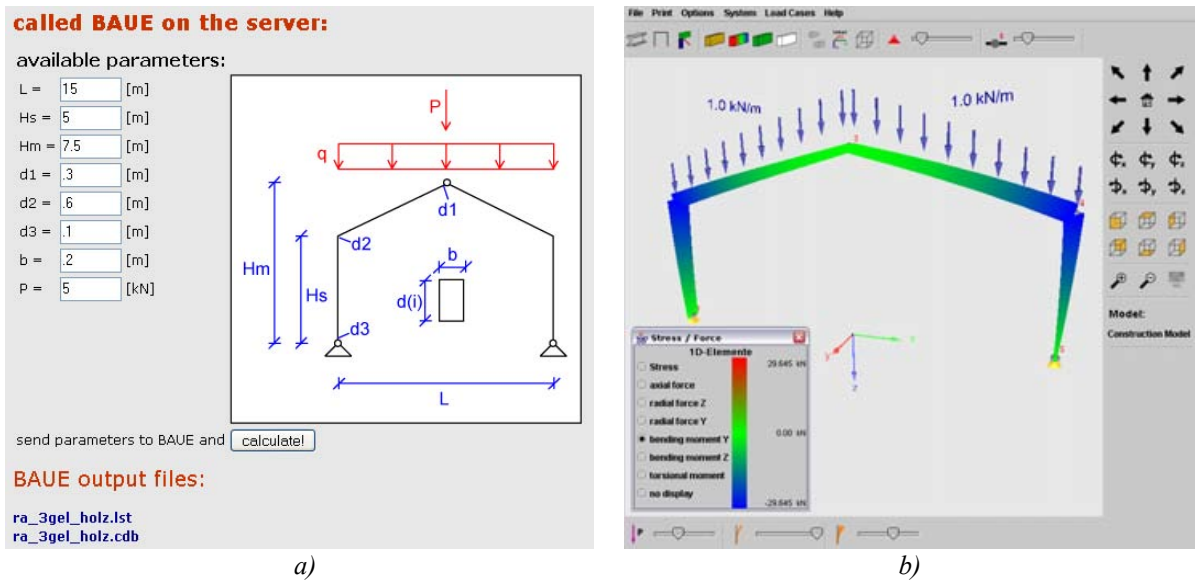 called BAUE on the server:
available parameters:
L = 15 [m]
Hs = 5 [m]
Hm = 7.5 [m]
d1 = .3 [m]
d2 = .6 [m]
d3 = .1 [m]
b = .2 [m]
P = 5 [kN]
P
q
d1
d2
b
Hm
Hs
d(i)
d3
L
send parameters to BAUE and calculate!
BAUE output files:
ra_3gel_holz.lst
ra_3gel_holz.cdb
a)
File Print Options System Load Cases Help
1.0 kN/m
1.0 kN/m
Model:
Construction Model
Stress / Force
1D-Elemente
Stress
axial force
radial force Z
radial force Y
bending moment Y
bending moment Z
torsional moment
no display
29.645 kN
0.00 kN
-29.645 kN
P
b)